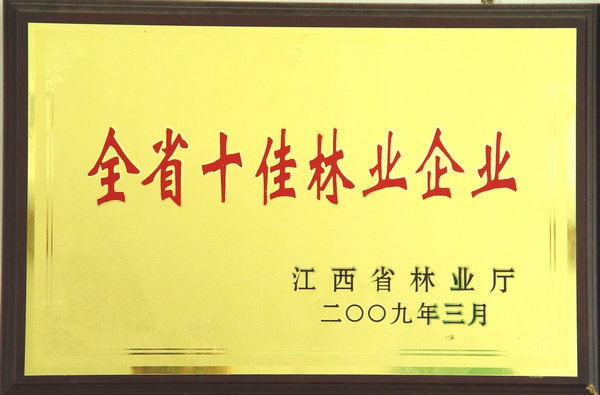 全省十佳林业企业
江西省林业厅
二〇〇九年三月